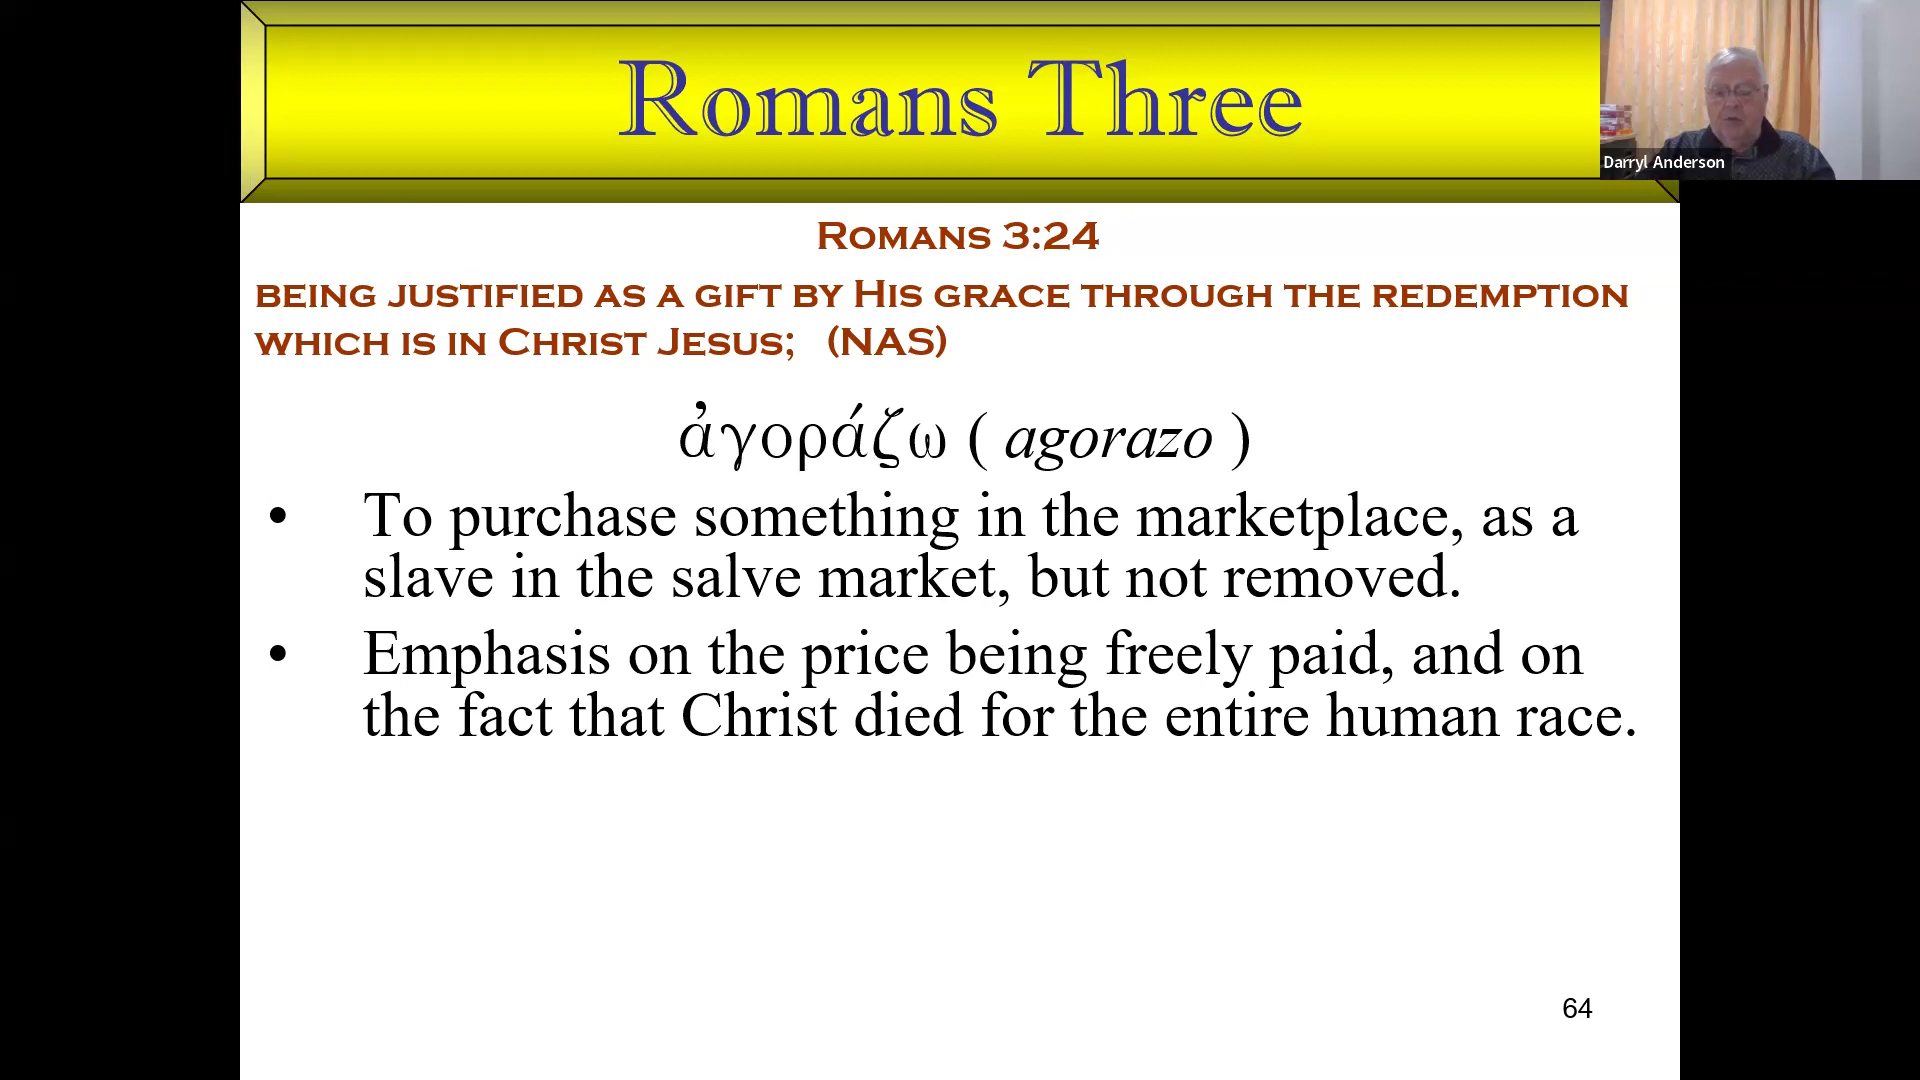 Romans Three
Darryl Anderson
Romans 3:24
being justified as a gift by His grace through the redemption
which is in Christ Jesus; (NAS)
ἀγοράζω ( agorazo )
• To purchase something in the marketplace, as a
slave in the salve market, but not removed.
• Emphasis on the price being freely paid, and on
the fact that Christ died for the entire human race.
64